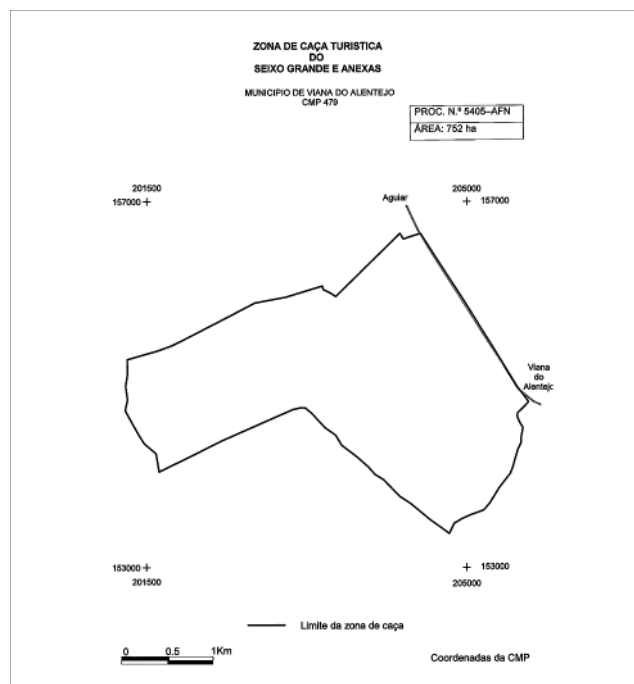 ZONA DE CAÇA TURISTICA
DO
SEIXO GRANDE E ANEXAS
MUNICIPIO DE VIANA DO ALENTEJO
CMP 479
PROC. N.º 5405–AFN
ÁREA: 752 ha
201500
157000
205000
157000
Aguiar
Viana
do
Alentejo
153000
201500
153000
205000
Limite da zona de caça
0 0.5 1Km
Coordenadas da CMP